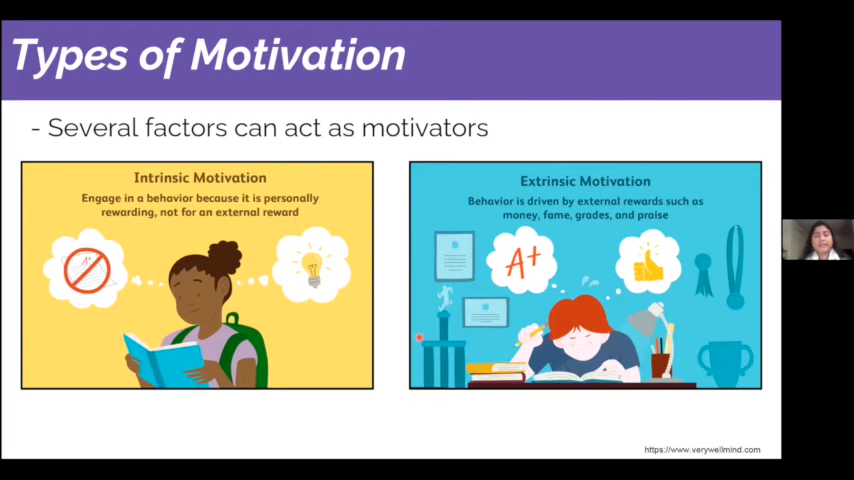 Types of Motivation
- Several factors can act as motivators
Intrinsic Motivation
Engage in a behavior because it is personally
rewarding, not for an external reward
A+
Extrinsic Motivation
Behavior is driven by external rewards such as
money, fame, grades, and praise
A+
https://www.verywellmind.com